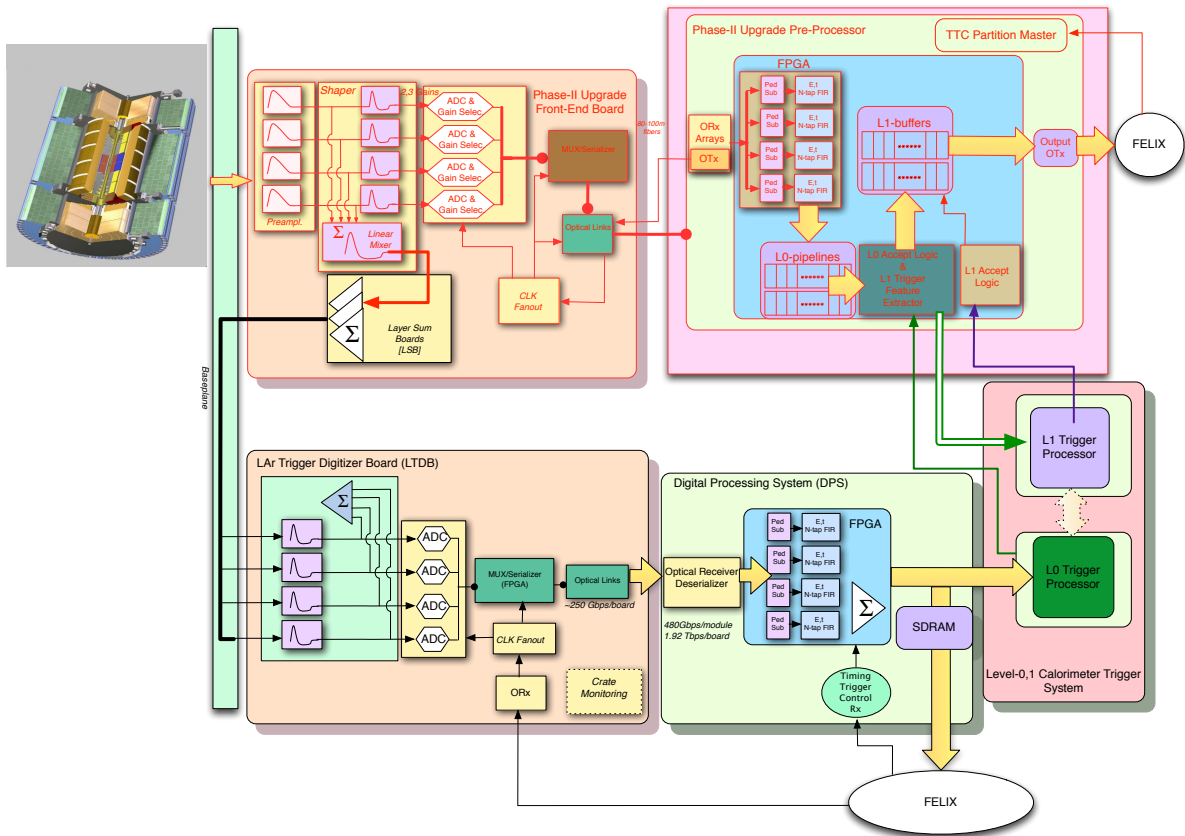 Phase-II Upgrade Pre-Processor
TTC Partition Master
FPGA
Ped
Sub
E,t
N-tap FIR
Ped
Sub
E,t
N-tap FIR
Ped
Sub
E,t
N-tap FIR
Ped
Sub
E,t
N-tap FIR
L1-buffers
ORx
Arrays
OTx
Output
OTx
FELIX
L0-pipelines
L0 Accept Logic
&
L1 Trigger
Feature
Extractor
L1 Accept
Logic
Shaper
2,3 Gains
Phase-II Upgrade
Front-End Board
80-100m
fibers
ADC &
Gain Selec
ADC &
Gain Selec
ADC &
Gain Selec
ADC &
Gain Selec
MUX/Serializer
Preampl.
Σ
Linear
Mixer
Optical Links
CLK
Fanout
Σ
Layer Sum
Boards
[LSB]
Baseplane
L1 Trigger
Processor
L0 Trigger
Processor
Level-0,1 Calorimeter Trigger
System
LAr Trigger Digitizer Board (LTDB)
Σ
ADC
ADC
ADC
ADC
MUX/Serializer
(FPGA)
Optical Links
~250 Gbps/board
CLK Fanout
ORx
Crate
Monitoring
Digital Processing System (DPS)
Optical Receiver
Deserializer
480Gbps/module
1.92 Tbps/board
FPGA
Ped
Sub
E,t
N-tap FIR
Ped
Sub
E,t
N-tap FIR
Ped
Sub
E,t
N-tap FIR
Ped
Sub
E,t
N-tap FIR
Σ
SDRAM
Timing
Trigger
Control
Rx
FELIX